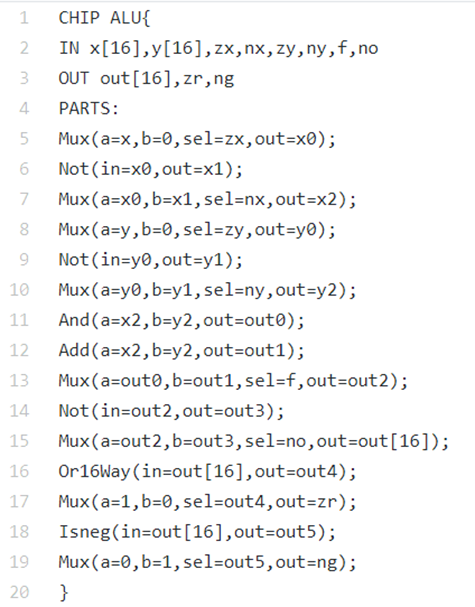 1 CHIP ALU{
2 IN x[16],y[16],zx,nx,zy,ny,f,no
3 OUT out[16],zr,ng
4 PARTS:
5 Mux(a=x,b=0,sel=zx,out=x0);
6 Not(in=x0,out=x1);
7 Mux(a=x0,b=x1,sel=nx,out=x2);
8 Mux(a=y,b=0,sel=zy,out=y0);
9 Not(in=y0,out=y1);
10 Mux(a=y0,b=y1,sel=ny,out=y2);
11 And(a=x2,b=y2,out=out0);
12 Add(a=x2,b=y2,out=out1);
13 Mux(a=out0,b=out1,sel=f,out=out2);
14 Not(in=out2,out=out3);
15 Mux(a=out2,b=out3,sel=no,out=out[16]);
16 Or16Way(in=out[16],out=out4);
17 Mux(a=1,b=0,sel=out4,out=zr);
18 Isneg(in=out[16],out=out5);
19 Mux(a=0,b=1,sel=out5,out=ng);
20 }